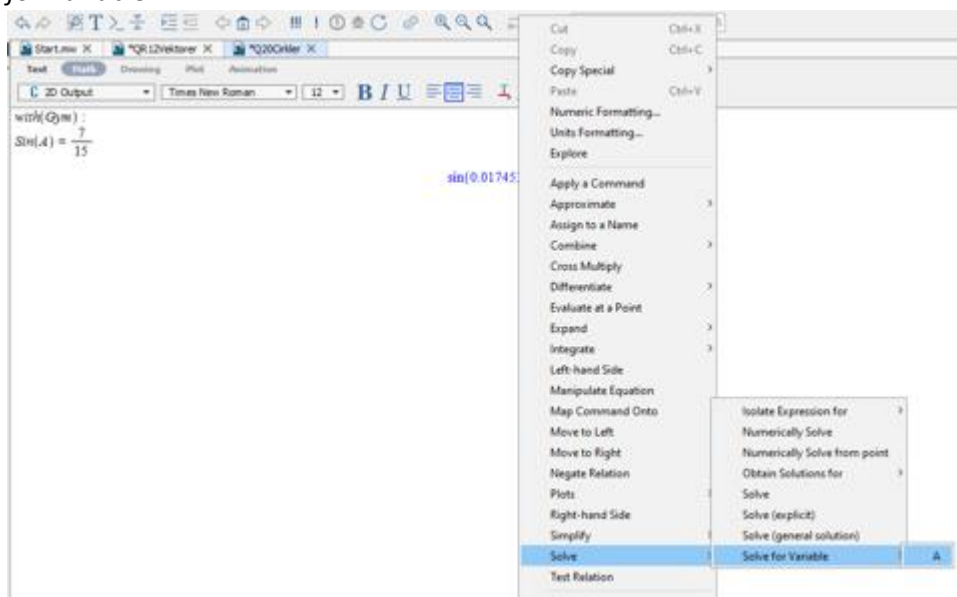 Start.mw X *QR12Vektorer X *Q20Cirkler X
Text Math Drawing Plot Animation
C 2D Output Times New Roman 12 B I U
with(Gym) :
Sin(A) = 7/15
sin(0.01745
Cut Ctrl+X
Copy Ctrl+C
Copy Special
Paste Ctrl+V
Numeric Formatting...
Units Formatting...
Explore
Apply a Command
Approximate
Assign to a Name
Combine
Cross Multiply
Differentiate
Evaluate at a Point
Expand
Integrate
Left-hand Side
Manipulate Equation
Map Command Onto
Move to Left
Move to Right
Negate Relation
Plots
Right-hand Side
Simplify
Solve
Test Relation
Isolate Expression for
Numerically Solve
Numerically Solve from point
Obtain Solutions for
Solve
Solve (explicit)
Solve (general solution)
Solve for Variable
A